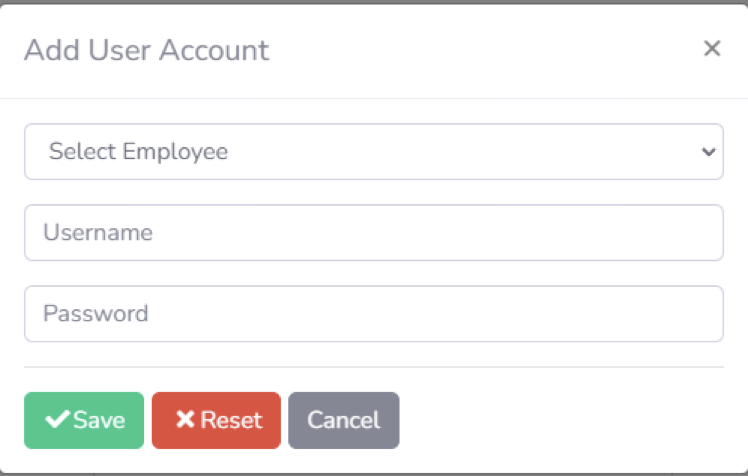 Add User Account
Select Employee
Username
Password
Save Reset Cancel